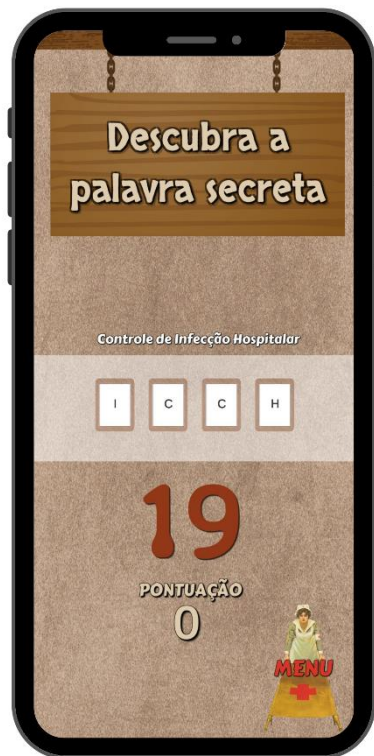 Descubra a
palavra secreta
Controle de Infecção Hospitalar
I C C H
19
PONTUAÇÃO
0
MENU